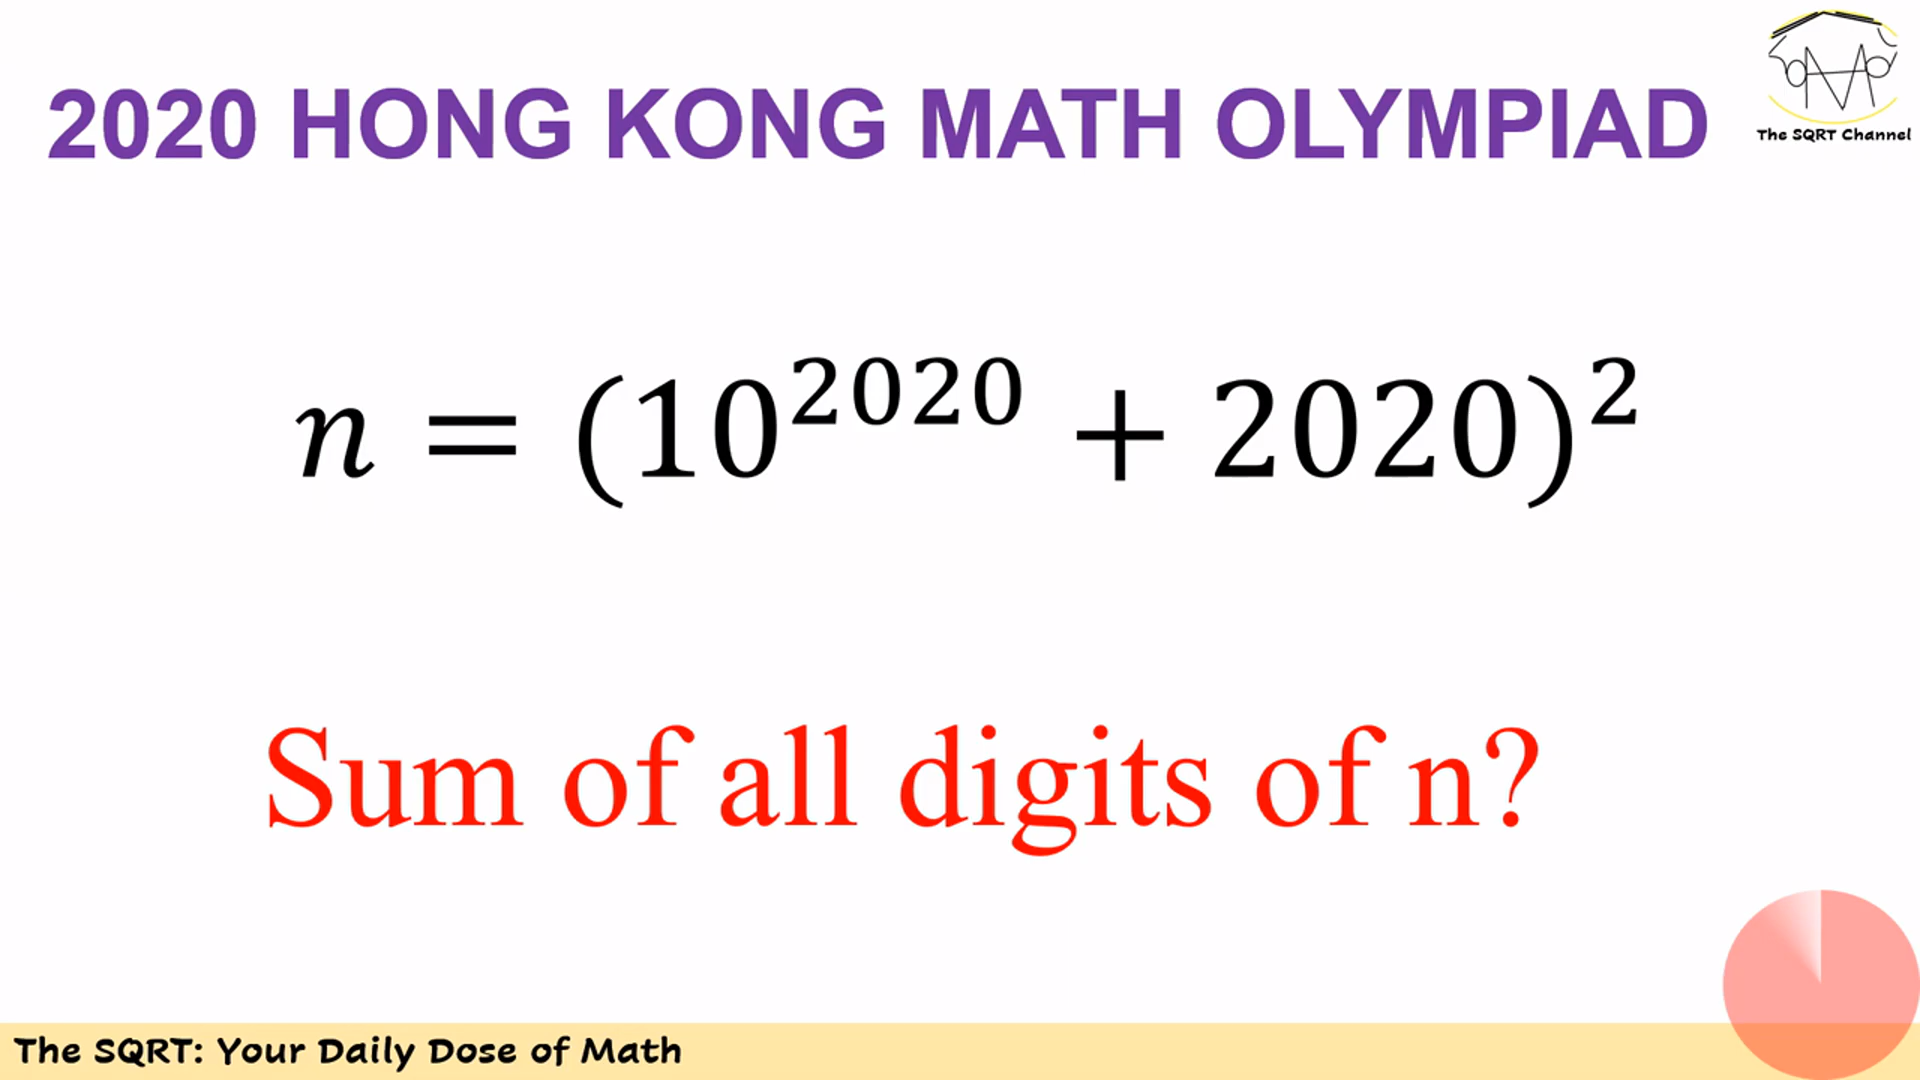 2020 HONG KONG MATH OLYMPIAD
The SQRT Channel
n = (10^{2020} + 2020)^2
Sum of all digits of n?
The SQRT: Your Daily Dose of Math